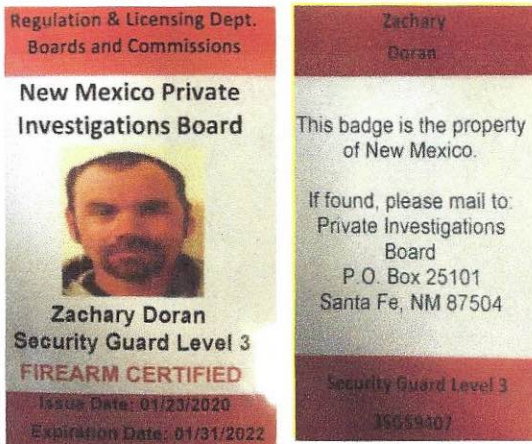 Regulation & Licensing Dept.
Boards and Commissions
New Mexico Private
Investigations Board
Zachary Doran
Security Guard Level 3
FIREARM CERTIFIED
Issue Date: 01/23/2020
Expiration Date: 01/31/2022
Zachary
Doran
This badge is the property
of New Mexico.
If found, please mail to:
Private Investigations
Board
P.O. Box 25101
Santa Fe, NM 87504
Security Guard Level 3